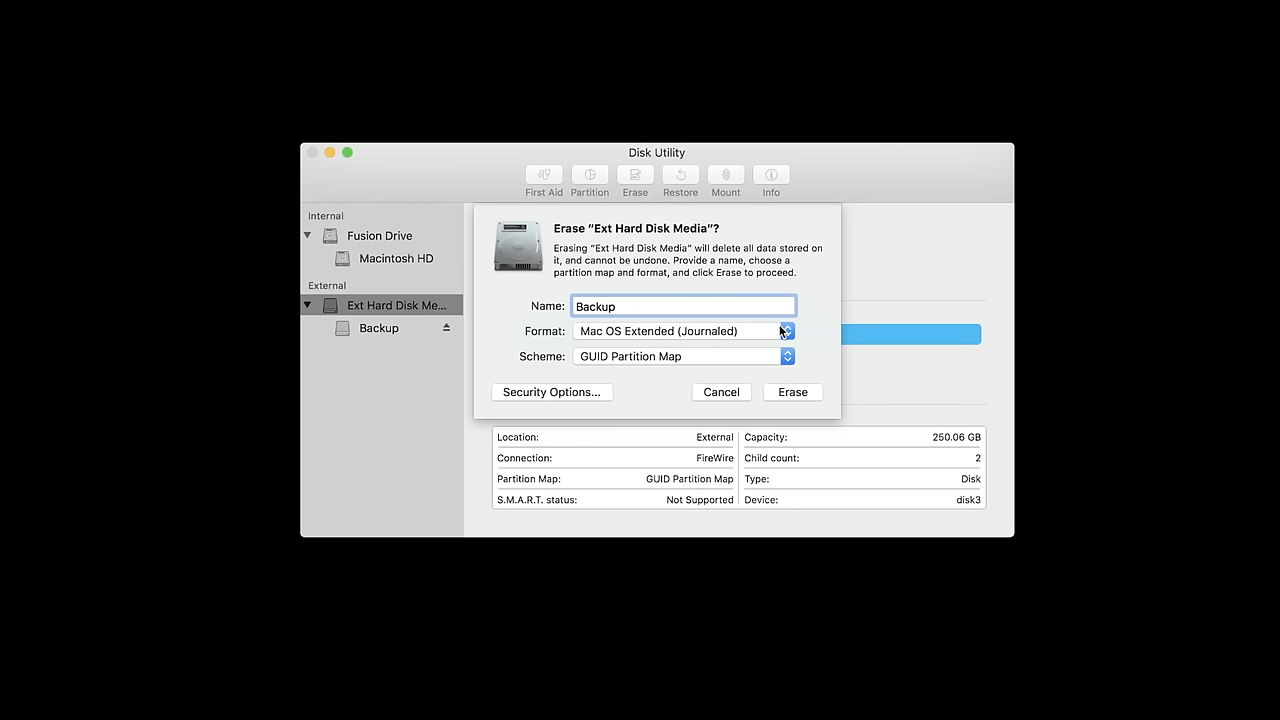 Disk Utility
First Aid Partition Erase Restore Mount Info
Internal
Fusion Drive
Macintosh HD
External
Ext Hard Disk Me...
Backup
Erase “Ext Hard Disk Media”?
Erasing “Ext Hard Disk Media” will delete all data stored on
it, and cannot be undone. Provide a name, choose a
partition map and format, and click Erase to proceed.
Name: Backup
Format: Mac OS Extended (Journaled)
Scheme: GUID Partition Map
Security Options... Cancel Erase
Location: External Capacity: 250.06 GB
Connection: FireWire Child count: 2
Partition Map: GUID Partition Map Type: Disk
S.M.A.R.T. status: Not Supported Device: disk3